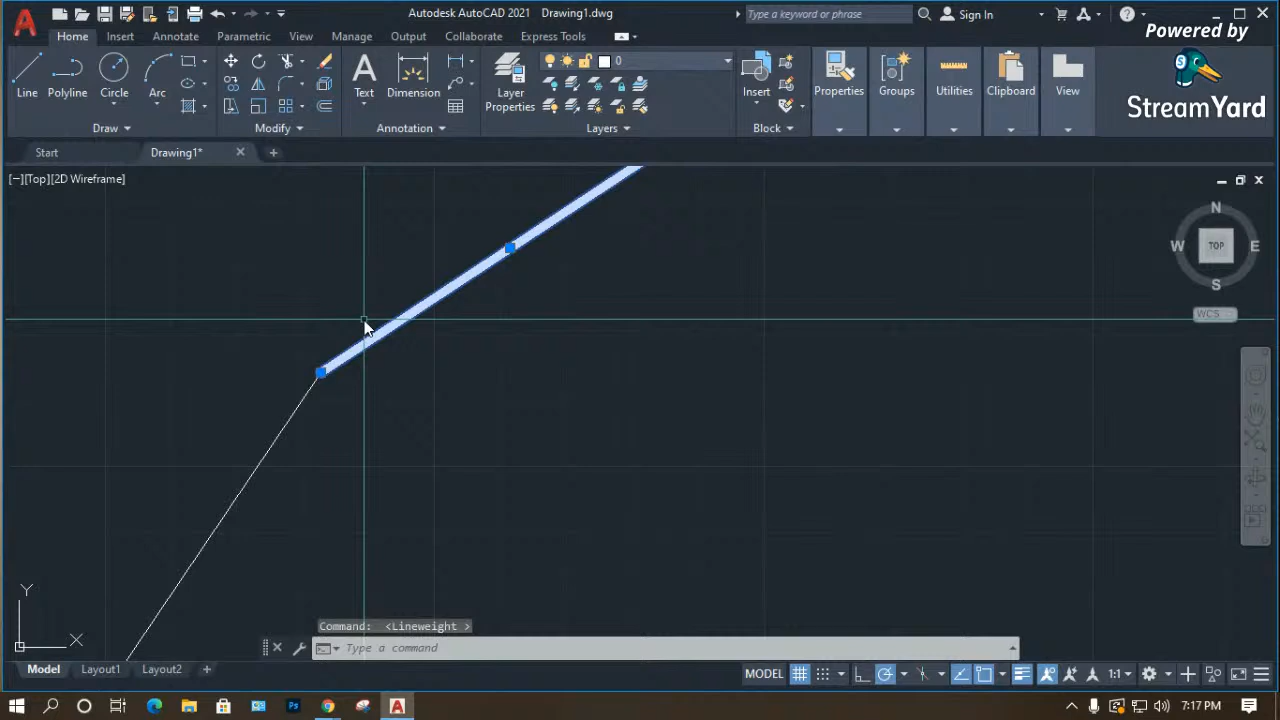 Autodesk AutoCAD 2021 Drawing1.dwg
Type a keyword or phrase
Sign In
Powered by
StreamYard
Home Insert Annotate Parametric View Manage Output Collaborate Express Tools
Line Polyline Circle Arc
Text Dimension
Layer Properties
0
Insert
Properties Groups Utilities Clipboard View
Draw Modify Annotation Layers Block
Start Drawing1*
[−][Top][2D Wireframe]
N
W TOP E
S
WCS
Y
X
Command: <Lineweight >
Type a command
Model Layout1 Layout2
MODEL 1:1
7:17 PM